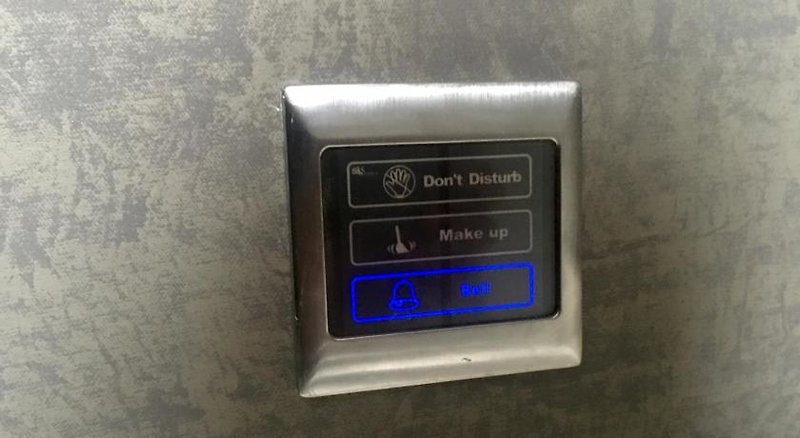 Don't Disturb
Make up
Bell